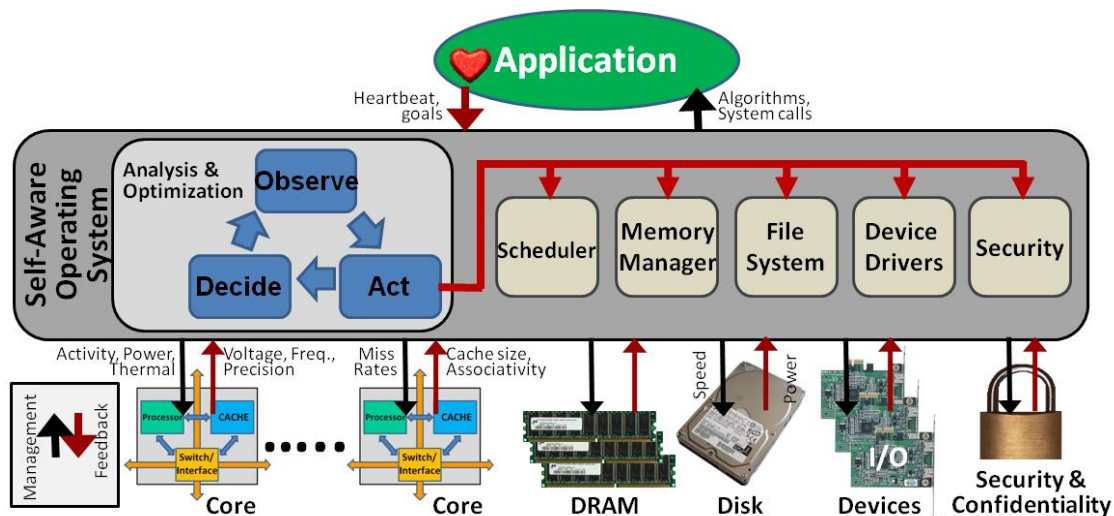 Application
Heartbeat,
goals
Algorithms,
System calls
Self-Aware
Operating
System
Analysis &
Optimization
Observe
Decide
Act
Scheduler
Memory
Manager
File
System
Device
Drivers
Security
Activity, Power,
Thermal
Voltage, Freq.,
Precision
Miss
Rates
Cache size,
Associativity
Speed
Power
Management
Feedback
Processor
CACHE
Switch/
Interface
Core
Processor
CACHE
Switch/
Interface
Core
DRAM
Disk
I/O
Devices
Security &
Confidentiality